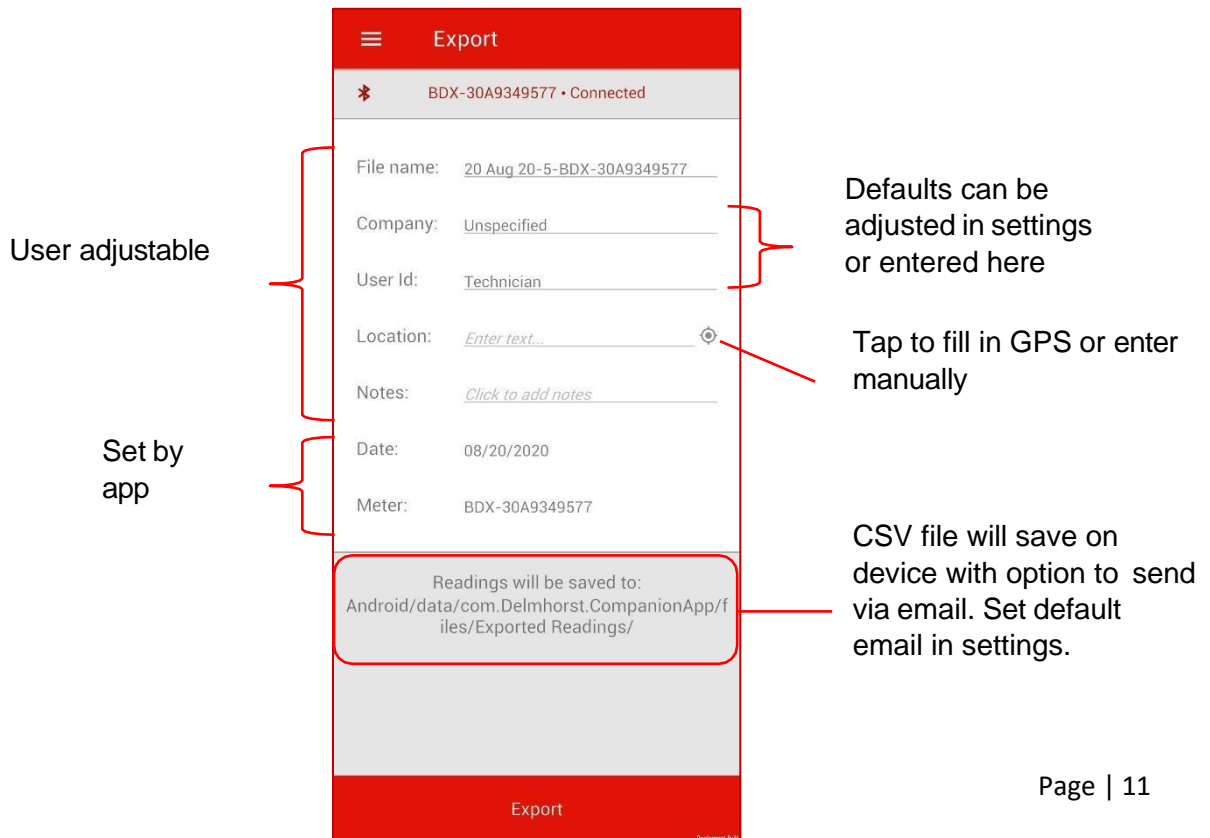 Export
BDX-30A9349577 • Connected
User adjustable
File name: 20 Aug 20-5-BDX-30A9349577
Company: Unspecified
User Id: Technician
Location: Enter text...
Notes: Click to add notes
Defaults can be
adjusted in settings
or entered here
Tap to fill in GPS or enter
manually
Set by
app
Date: 08/20/2020
Meter: BDX-30A9349577
Readings will be saved to:
Android/data/com.Delmhorst.CompanionApp/f
iles/Exported Readings/
CSV file will save on
device with option to send
via email. Set default
email in settings.
Export
Development Build
Page | 11